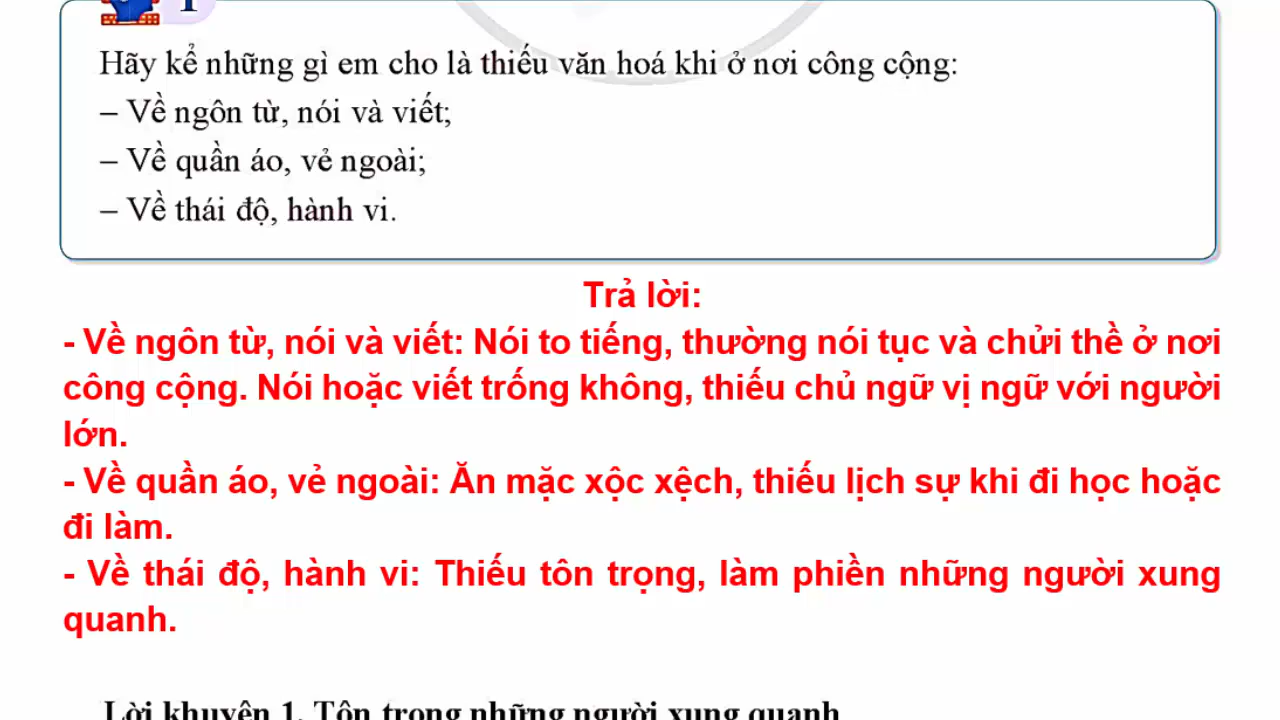 1
Hãy kể những gì em cho là thiếu văn hoá khi ở nơi công cộng:
– Về ngôn từ, nói và viết;
– Về quần áo, vẻ ngoài;
– Về thái độ, hành vi.
Trả lời:
- Về ngôn từ, nói và viết: Nói to tiếng, thường nói tục và chửi thề ở nơi
công cộng. Nói hoặc viết trống không, thiếu chủ ngữ vị ngữ với người
lớn.
- Về quần áo, vẻ ngoài: Ăn mặc xộc xệch, thiếu lịch sự khi đi học hoặc
đi làm.
- Về thái độ, hành vi: Thiếu tôn trọng, làm phiền những người xung
quanh.
Lời khuyên 1. Tôn trọng những người xung quanh